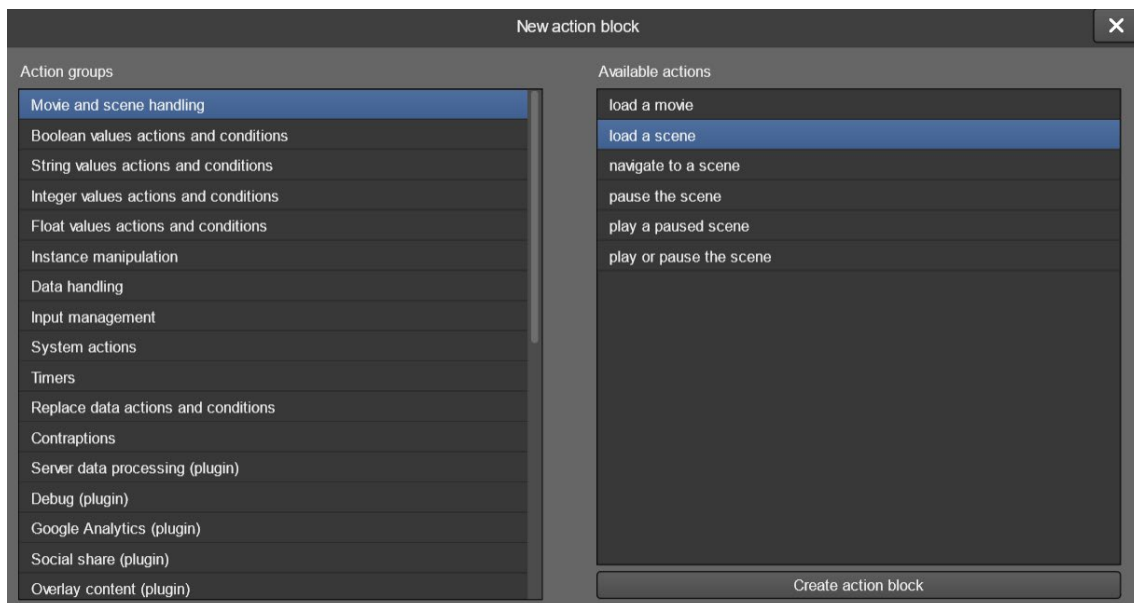 New action block
Action groups
Movie and scene handling
Boolean values actions and conditions
String values actions and conditions
Integer values actions and conditions
Float values actions and conditions
Instance manipulation
Data handling
Input management
System actions
Timers
Replace data actions and conditions
Contraptions
Server data processing (plugin)
Debug (plugin)
Google Analytics (plugin)
Social share (plugin)
Overlay content (plugin)
Available actions
load a movie
load a scene
navigate to a scene
pause the scene
play a paused scene
play or pause the scene
Create action block